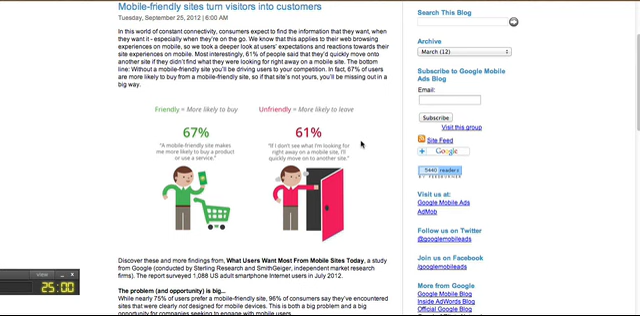 Mobile-friendly sites turn visitors into customers
Tuesday, September 25, 2012 | 6:00 AM
In this world of constant connectivity, consumers expect to find the information that they want, when
they want it - especially when they're on the go. We know that this applies to their web browsing
experiences on mobile, so we took a deeper look at users' expectations and reactions towards their
site experiences on mobile. Most interestingly, 61% of people said that they'd quickly move onto
another site if they didn't find what they were looking for right away on a mobile site. The bottom
line: Without a mobile-friendly site you'll be driving users to your competition. In fact, 67% of users
are more likely to buy from a mobile-friendly site, so if that site's not yours, you'll be missing out in a
big way.
Friendly = More likely to buy
67%
"A mobile-friendly site makes
me more likely to buy a product
or use a service."
Unfriendly = More likely to leave
61%
"If I don't see what I'm looking for
right away on a mobile site, I'll
quickly move on to another site."
Discover these and more findings from, What Users Want Most From Mobile Sites Today, a study
from Google (conducted by Sterling Research and SmithGeiger, independent market research
firms). The report surveyed 1,088 US adult smartphone Internet users in July 2012.
The problem (and opportunity) is big...
While nearly 75% of users prefer a mobile-friendly site, 96% of consumers say they've encountered
sites that were clearly not designed for mobile devices. This is both a big problem and a big
opportunity for companies seeking to engage with mobile users.
Search This Blog
Archive
March (12)
Subscribe to Google Mobile
Ads Blog
Email:
Subscribe
Visit this group
Site Feed
+ Google
5440 readers
Visit us at:
Google Mobile Ads
AdMob
Follow us on Twitter
@googlemobileads
Join us on Facebook
/googlemobileads
More from Google
Google Mobile Blog
Inside AdWords Blog
Official Google Blog
View
25:00